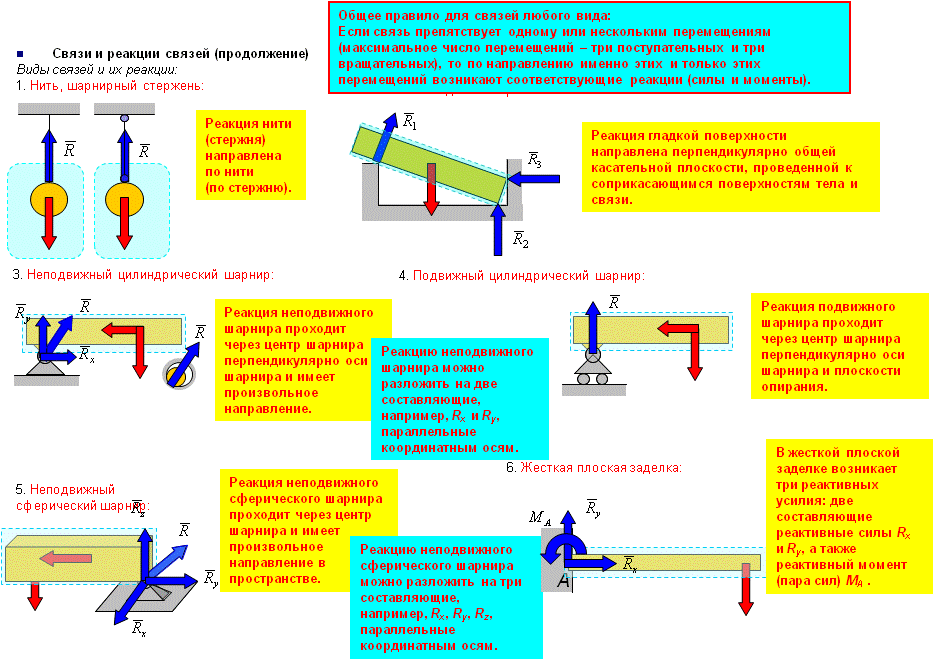 Общее правило для связей любого вида:
Если связь препятствует одному или нескольким перемещениям
(максимальное число перемещений – три поступательных и три
вращательных), то по направлению именно этих и только этих
перемещений возникают соответствующие реакции (силы и моменты).
Связи и реакции связей (продолжение)
Виды связей и их реакции:
1. Нить, шарнирный стержень:
R
R
Реакция нити
(стержня)
направлена
по нити
(по стержню).
R1
R3
R2
Реакция гладкой поверхности
направлена перпендикулярно общей
касательной плоскости, проведенной к
соприкасающимся поверхностям тела и
связи.
3. Неподвижный цилиндрический шарнир:
Ry
R
Rx
R
Реакция неподвижного
шарнира проходит
через центр шарнира
перпендикулярно оси
шарнира и имеет
произвольное
направление.
Реакцию неподвижного
шарнира можно
разложить на две
составляющие,
например, Rx и Ry,
параллельные
координатным осям.
4. Подвижный цилиндрический шарнир:
R
Реакция подвижного
шарнира проходит
через центр шарнира
перпендикулярно оси
шарнира и плоскости
опирания.
5. Неподвижный
сферический шарнир:
Rz
R
Ry
Rx
Реакция неподвижного
сферического шарнира
проходит через центр
шарнира и имеет
произвольное
направление в
пространстве.
Реакцию неподвижного
сферического шарнира
можно разложить на три
составляющие,
например, Rx, Ry, Rz,
параллельные
координатным осям.
6. Жесткая плоская заделка:
MA
Ry
Rx
A
В жесткой плоской
заделке возникает
три реактивных
усилия: две
составляющие
реактивные силы Rx
и Ry, а также
реактивный момент
(пара сил) MA .